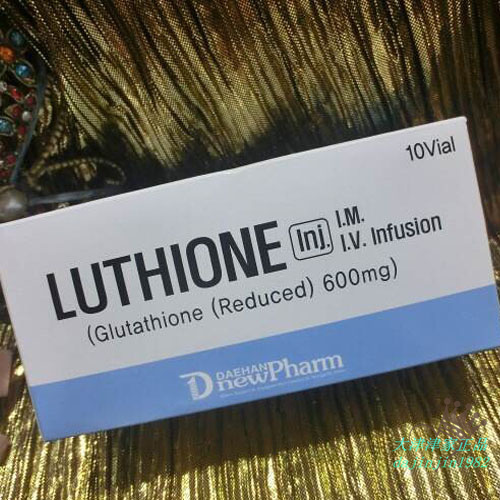 10Vial
LUTHIONE Inj. I.M.
I.V. Infusion
(Glutathione (Reduced) 600mg)
DAEHAN
newPharm